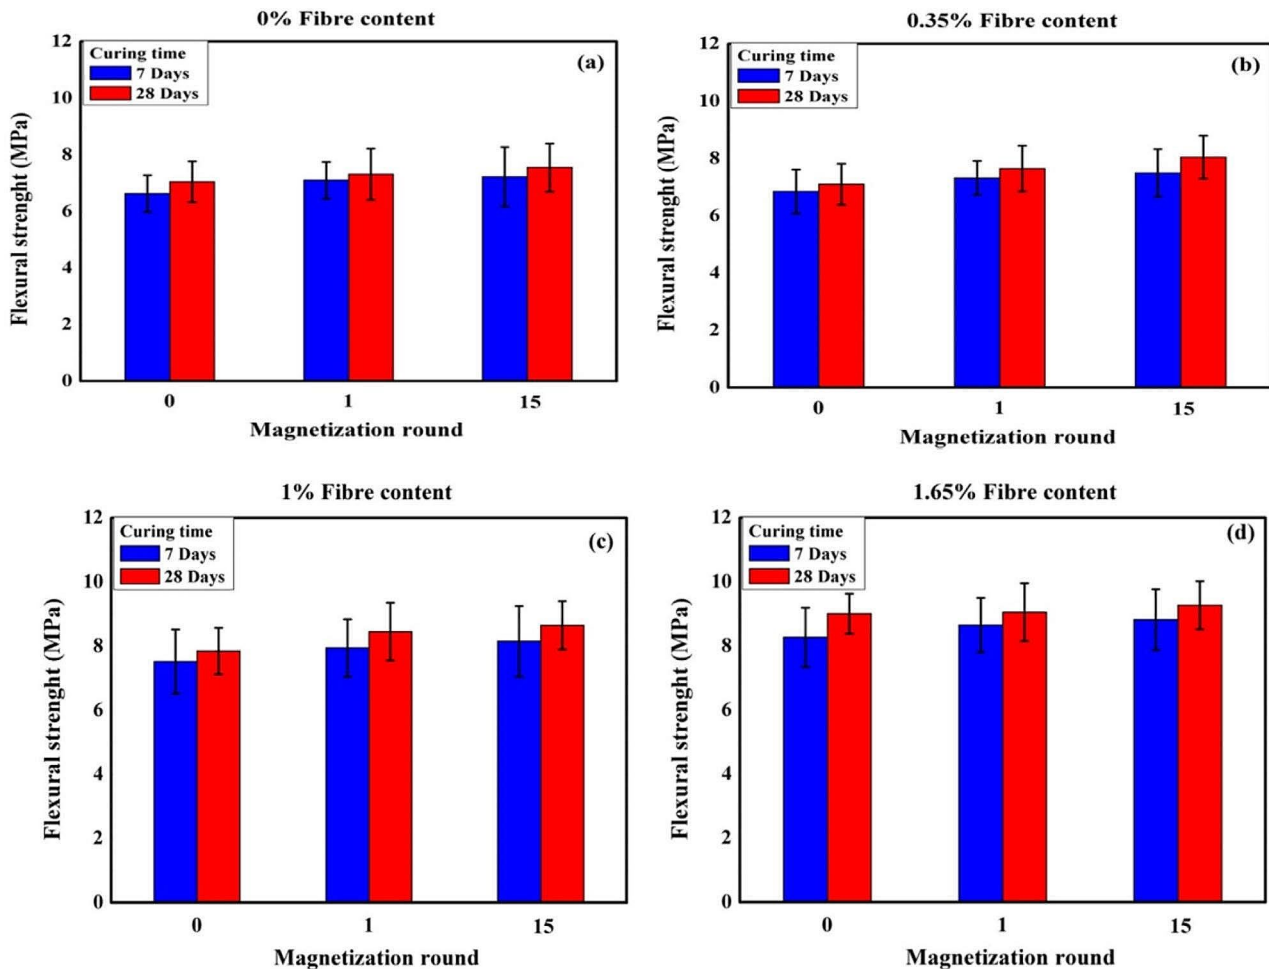 0% Fibre content
Curing time
7 Days
28 Days
(a)
12
10
8
6
4
2
0
Flexural strenght (MPa)
0 1 15
Magnetization round
0.35% Fibre content
Curing time
7 Days
28 Days
(b)
12
10
8
6
4
2
0
Flexural strenght (MPa)
0 1 15
Magnetization round
1% Fibre content
Curing time
7 Days
28 Days
(c)
12
10
8
6
4
2
0
Flexural strenght (MPa)
0 1 15
Magnetization round
1.65% Fibre content
Curing time
7 Days
28 Days
(d)
12
10
8
6
4
2
0
Flexural strenght (MPa)
0 1 15
Magnetization round